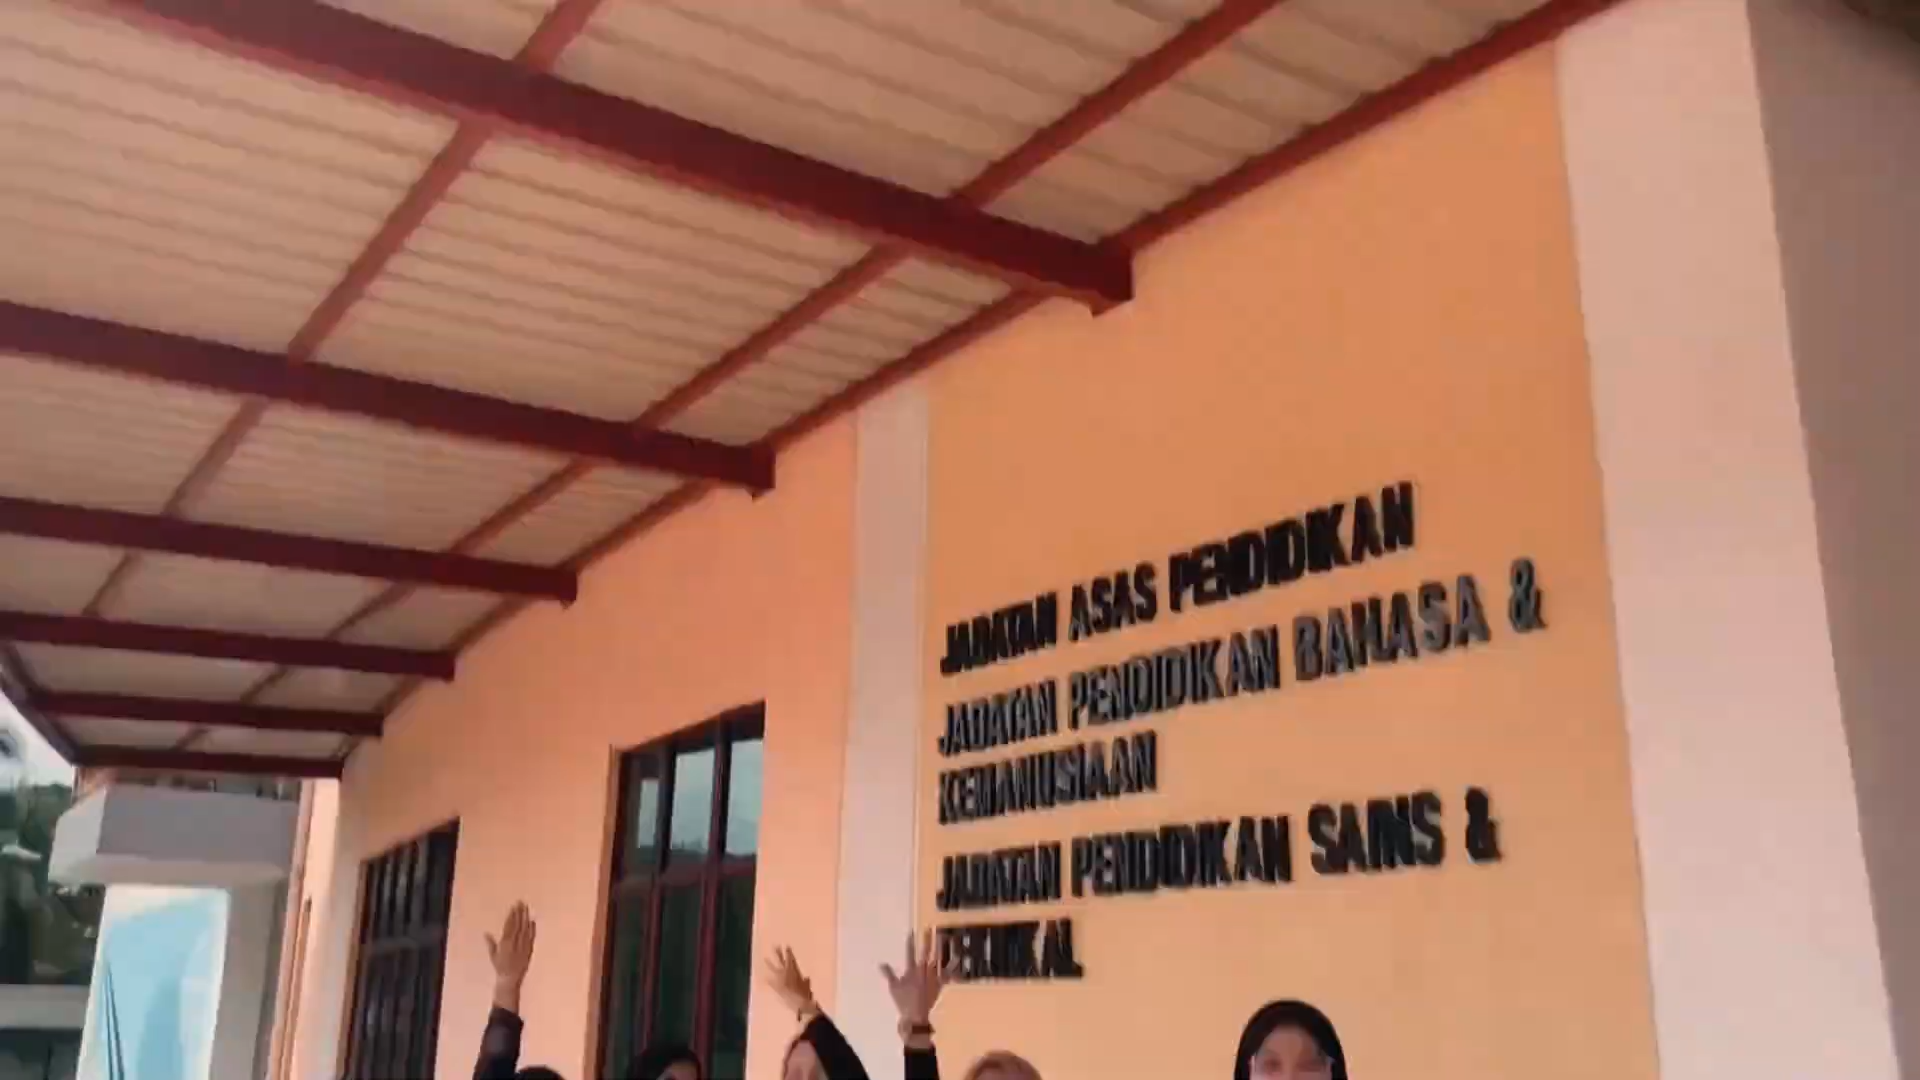 JABATAN ASAS PENDIDIKAN
JABATAN PENDIDIKAN BAHASA &
KEMANUSIAAN
JABATAN PENDIDIKAN SAINS &
TEKNIKAL